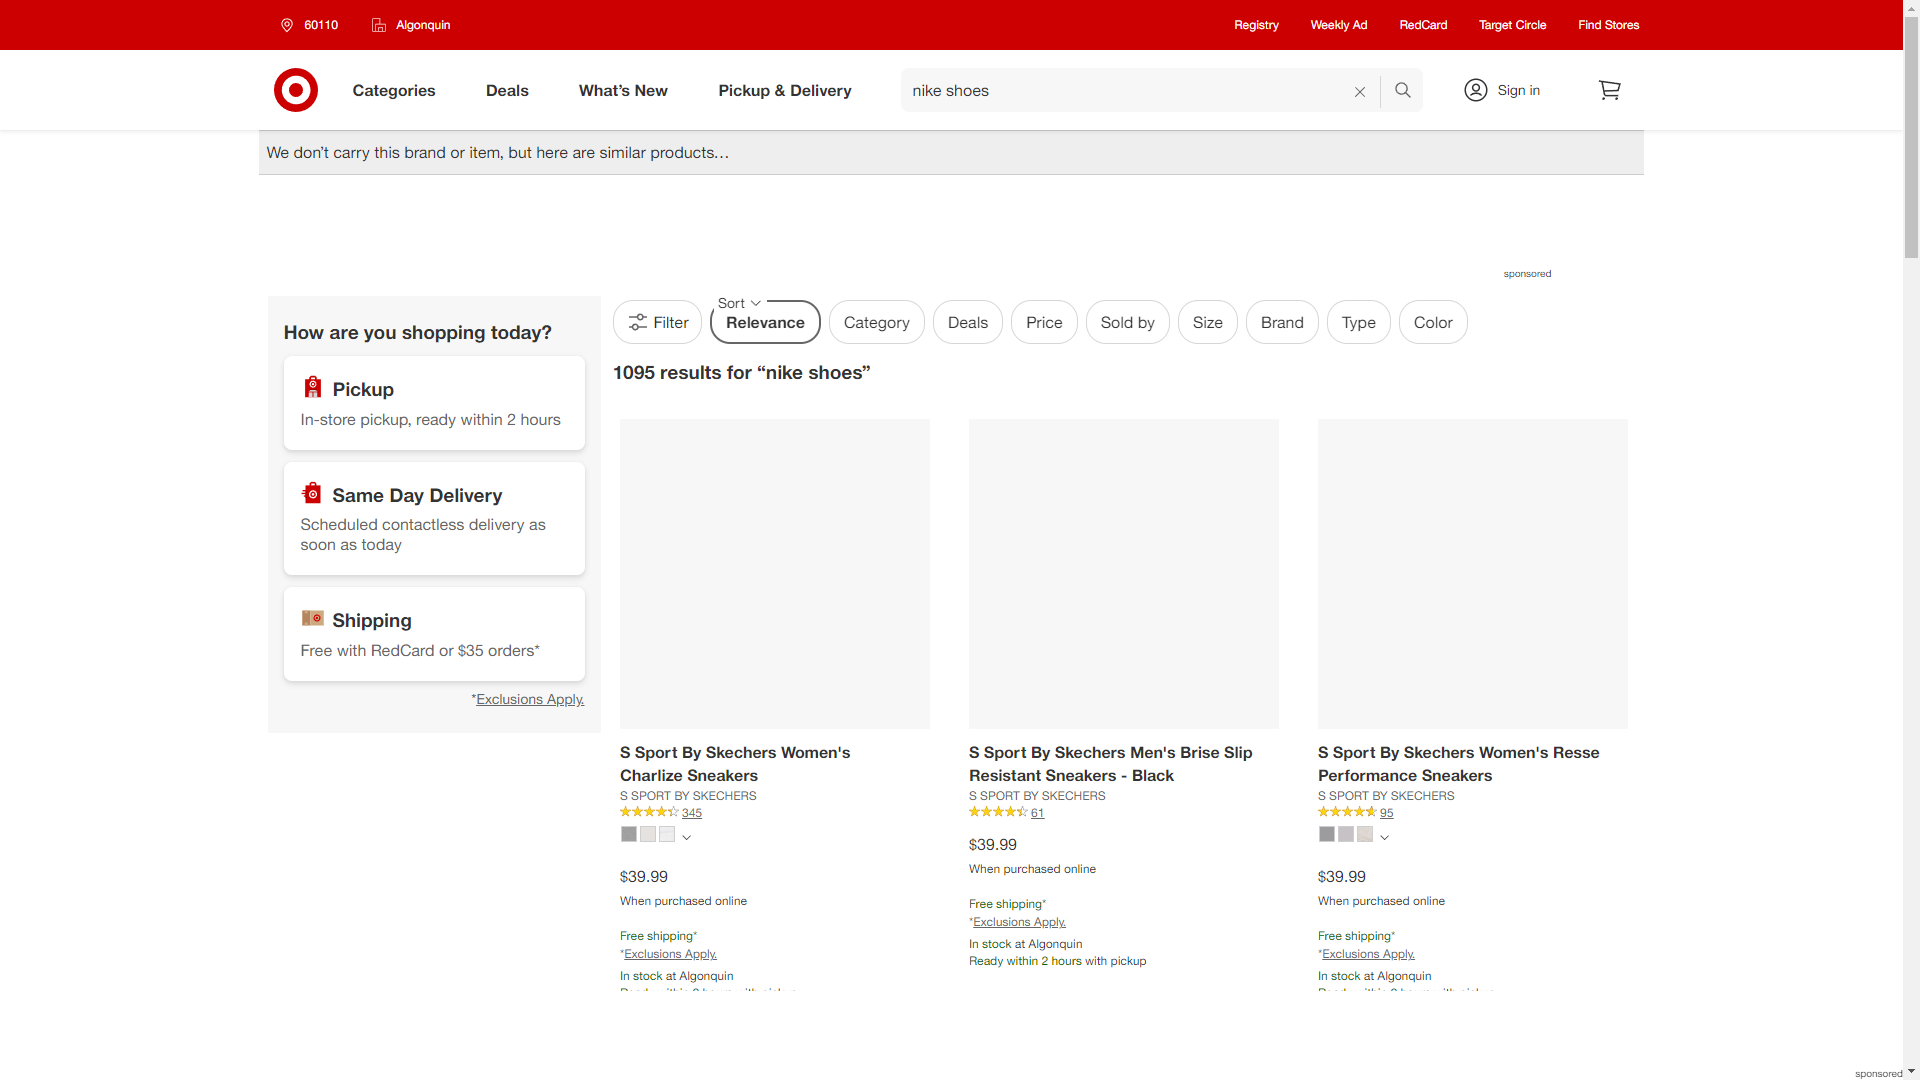 60110
Algonquin
Registry
Weekly Ad
RedCard
Target Circle
Find Stores
Categories
Deals
What's New
Pickup & Delivery
nike shoes
Sign in
We don't carry this brand or item, but here are similar products…
sponsored
How are you shopping today?
Pickup
In-store pickup, ready within 2 hours
Same Day Delivery
Scheduled contactless delivery as
soon as today
Shipping
Free with RedCard or $35 orders*
*Exclusions Apply.
Filter
Sort
Relevance
Category
Deals
Price
Sold by
Size
Brand
Type
Color
1095 results for “nike shoes”
S Sport By Skechers Women's
Charlize Sneakers
S SPORT BY SKECHERS
345
$39.99
When purchased online
Free shipping*
*Exclusions Apply.
In stock at Algonquin
S Sport By Skechers Men's Brise Slip
Resistant Sneakers - Black
S SPORT BY SKECHERS
61
$39.99
When purchased online
Free shipping*
*Exclusions Apply.
In stock at Algonquin
Ready within 2 hours with pickup
S Sport By Skechers Women's Resse
Performance Sneakers
S SPORT BY SKECHERS
95
$39.99
When purchased online
Free shipping*
*Exclusions Apply.
In stock at Algonquin
sponsored